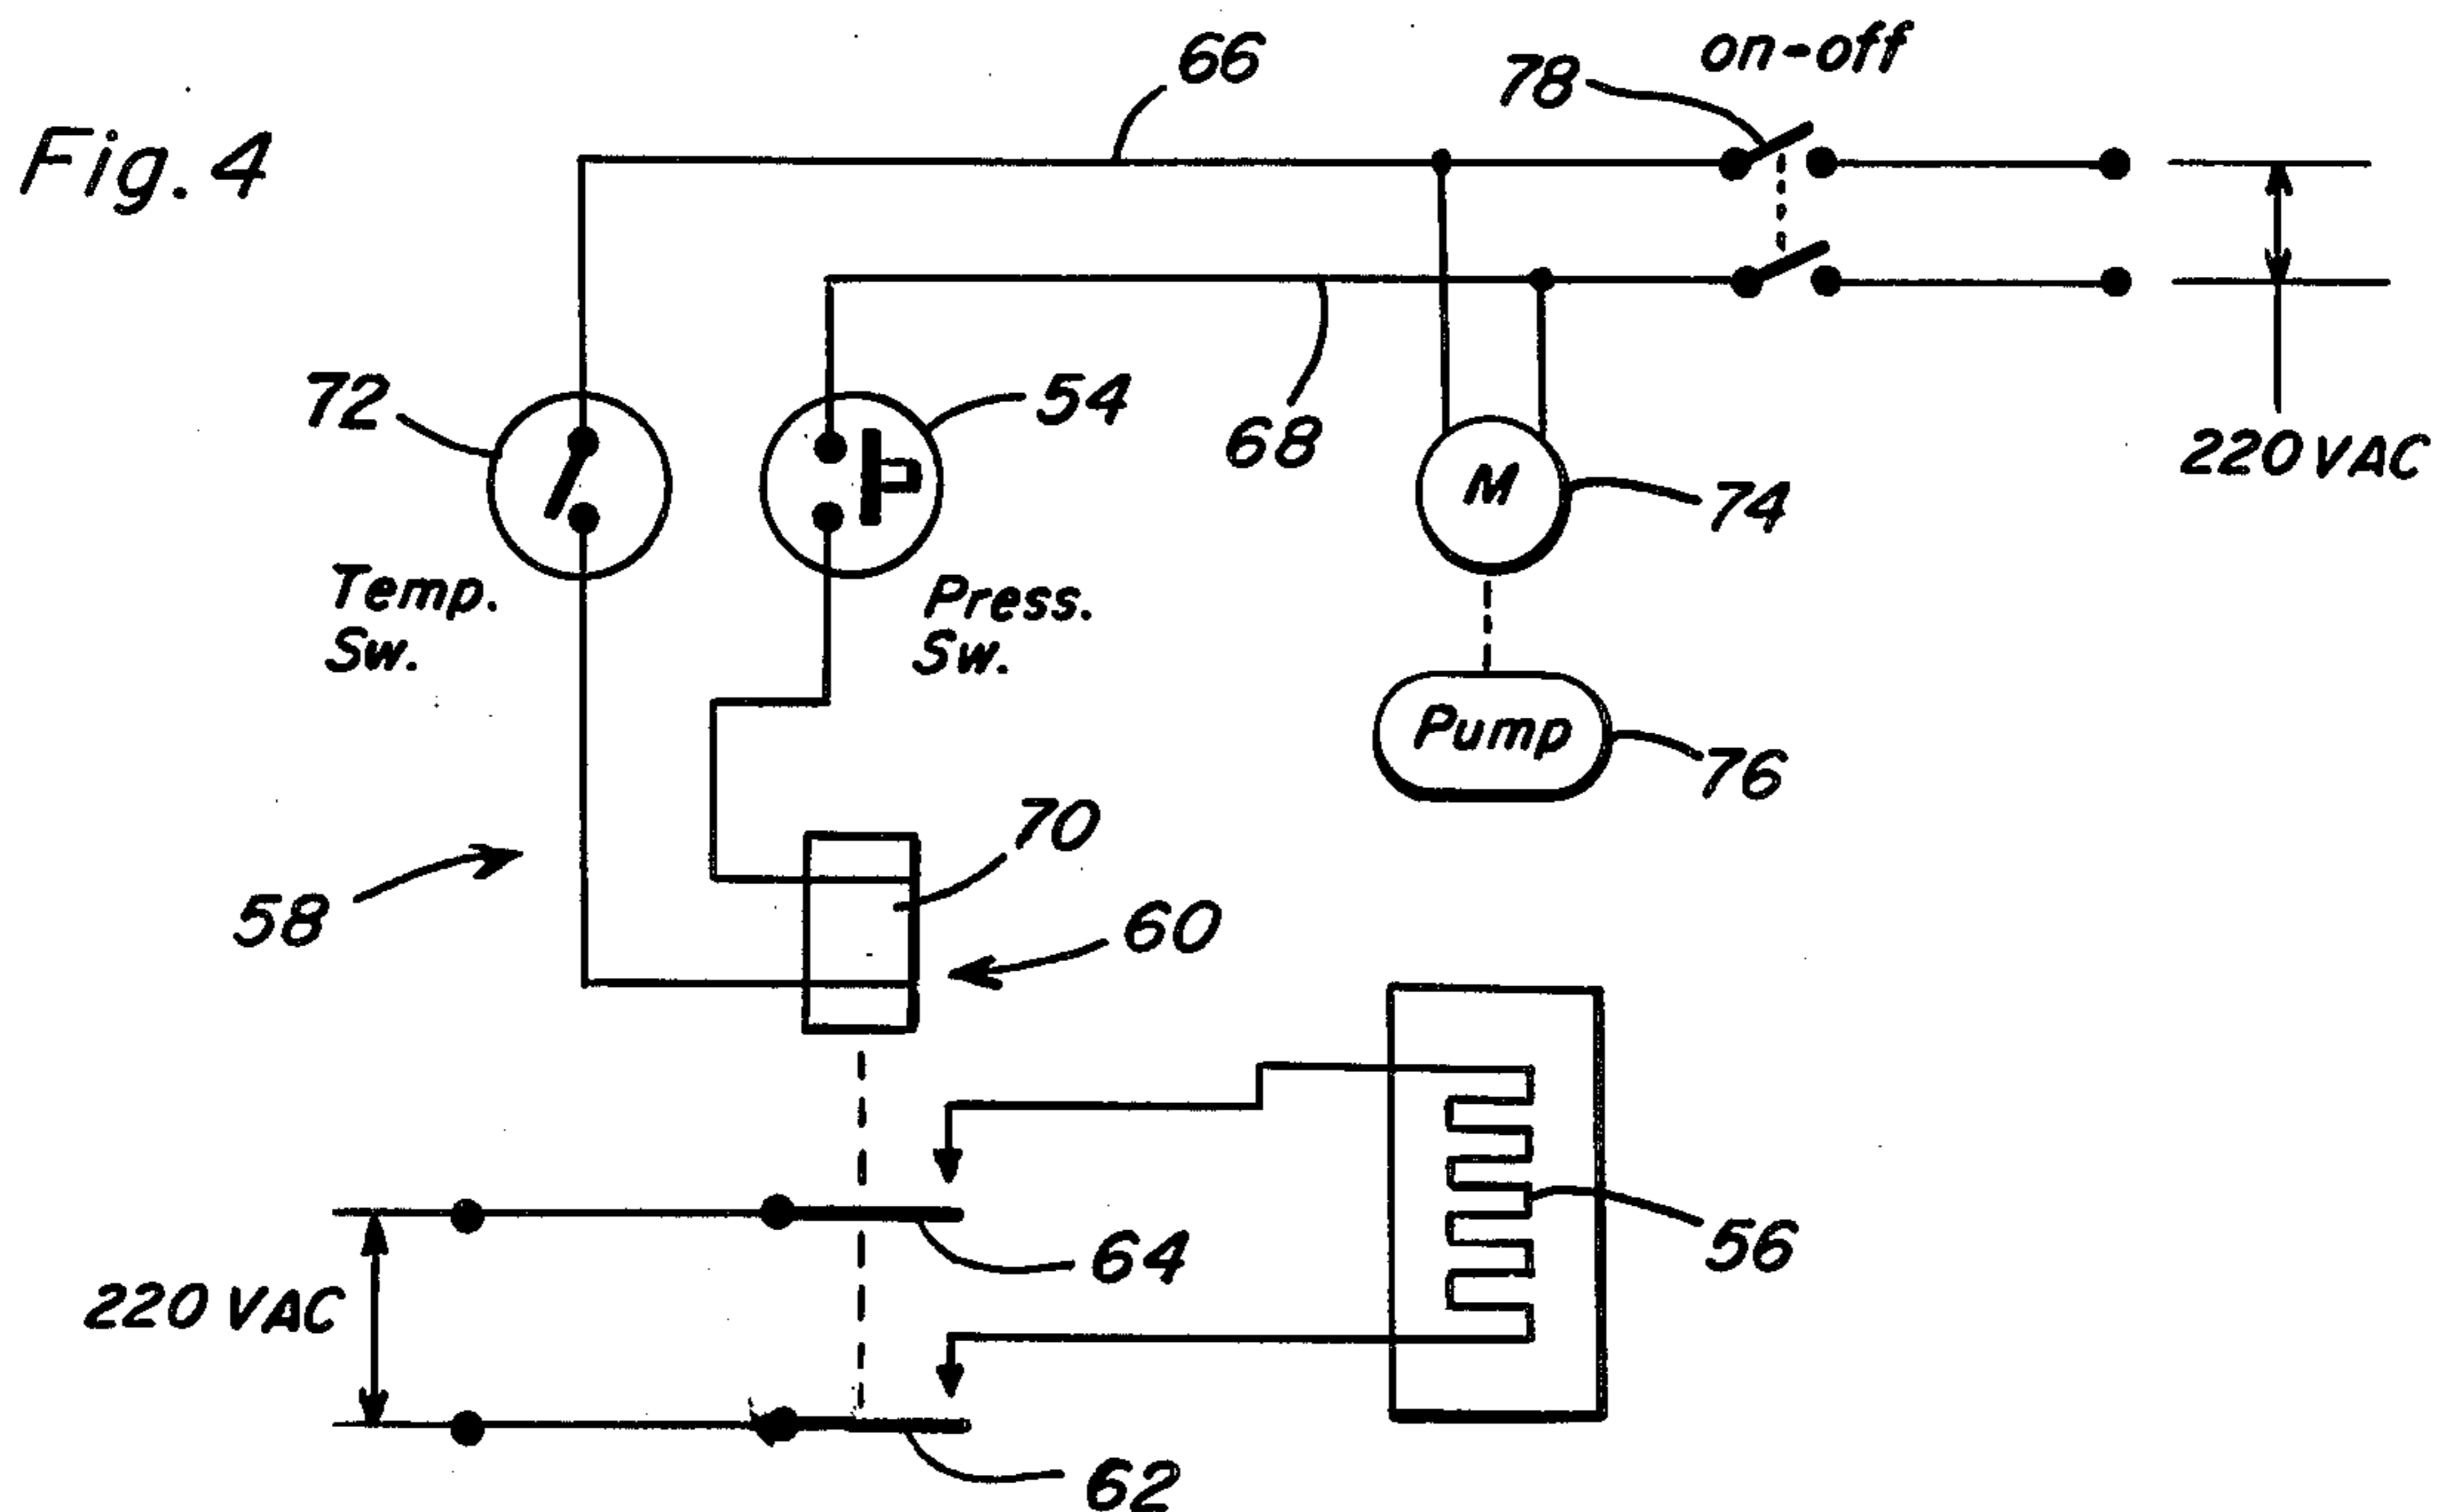 Fig. 4
66
78
on-off
72
54
68
M
74
220 VAC
Temp.
Sw.
Press.
Sw.
Pump
76
70
58
60
64
56
220 VAC
62